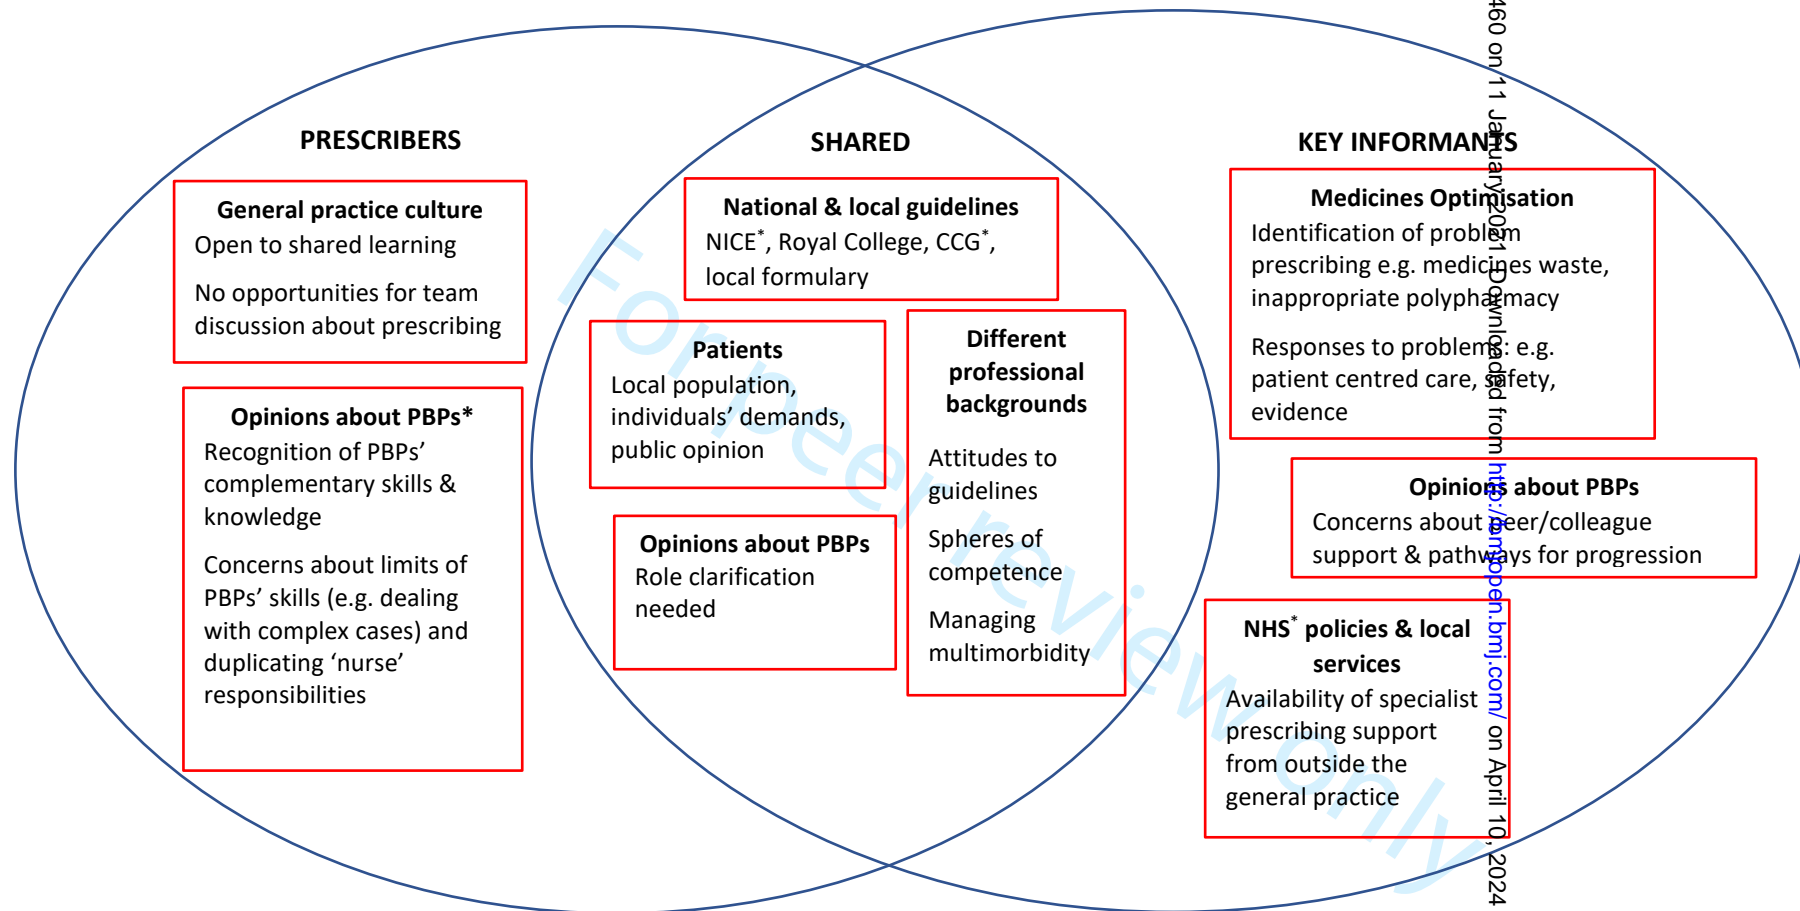 PRESCRIBERS
General practice culture
Open to shared learning
No opportunities for team
discussion about prescribing
Opinions about PBPs*
Recognition of PBPs’
complementary skills &
knowledge
Concerns about limits of
PBPs’ skills (e.g. dealing
with complex cases) and
duplicating ‘nurse’
responsibilities
SHARED
National & local guidelines
NICE*, Royal College, CCG*,
local formulary
Patients
Local population,
individuals’ demands,
public opinion
Opinions about PBPs
Role clarification
needed
Different
professional
backgrounds
Attitudes to
guidelines
Spheres of
competence
Managing
multimorbidity
KEY INFORMANTS
Medicines Optimisation
Identification of problem
prescribing e.g. medicines waste,
inappropriate polypharmacy
Responses to problems: e.g.
patient centred care, safety,
evidence
Opinions about PBPs
Concerns about peer/colleague
support & pathways for progression
NHS* policies & local
services
Availability of specialist
prescribing support
from outside the
general practice
For peer review only
460 on 11 January 2021. Downloaded from http://bmjopen.bmj.com/ on April 10, 2024